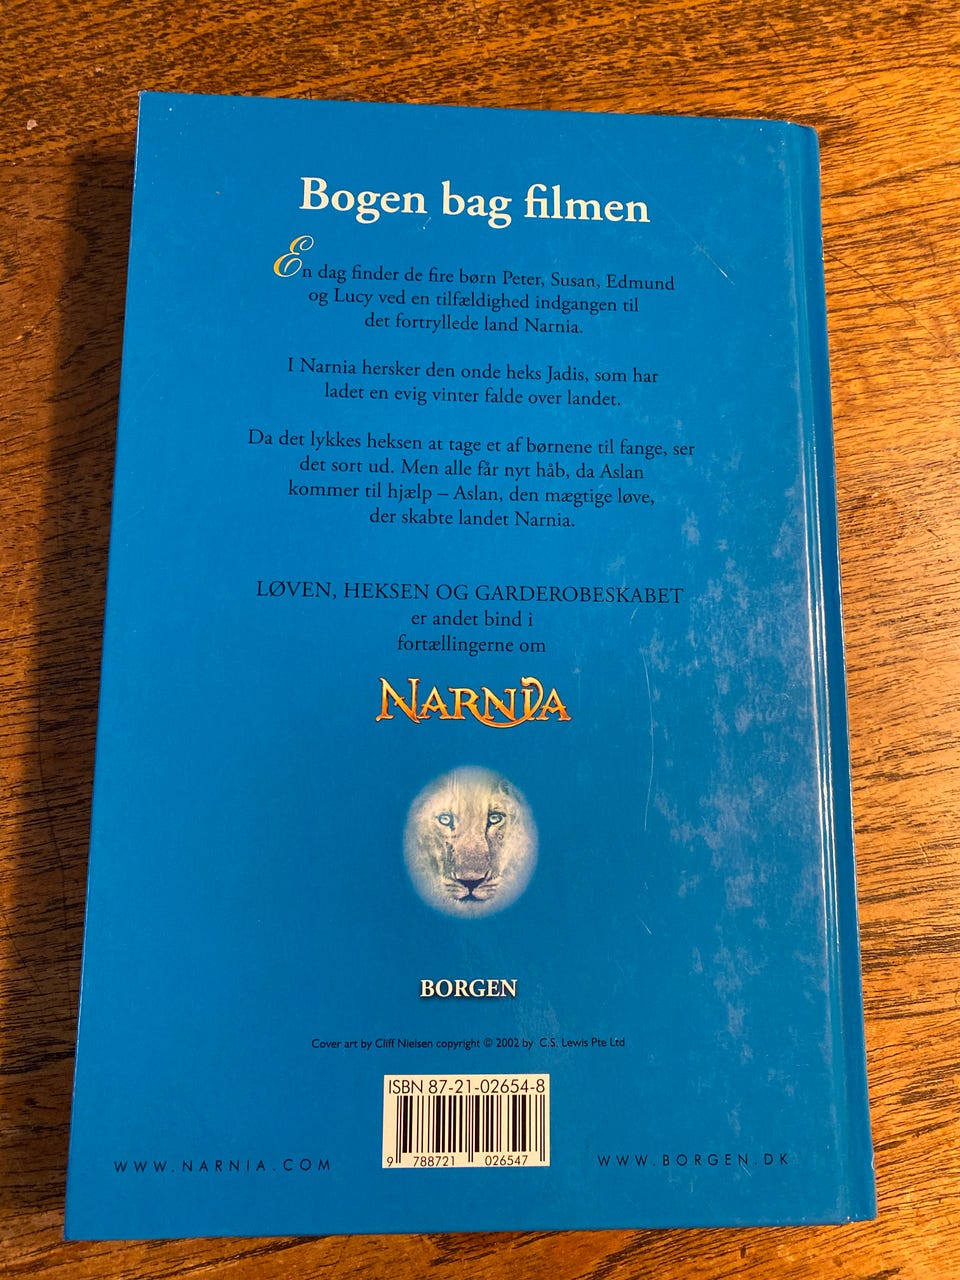 Bogen bag filmen
En dag finder de fire børn Peter, Susan, Edmund
og Lucy ved en tilfældighed indgangen til
det fortryllede land Narnia.
I Narnia hersker den onde heks Jadis, som har
ladet en evig vinter falde over landet.
Da det lykkes heksen at tage et af børnene til fange, ser
det sort ud. Men alle får nyt håb, da Aslan
kommer til hjælp – Aslan, den mægtige løve,
der skabte landet Narnia.
LØVEN, HEKSEN OG GARDEROBESKABET
er andet bind i
fortællingerne om
NARNIA
BORGEN
Cover art by Cliff Nielsen copyright © 2002 by C.S. Lewis Pte Ltd
ISBN 87-21-02654-8
9 788721 026547
WWW.NARNIA.COM
WWW.BORGEN.DK